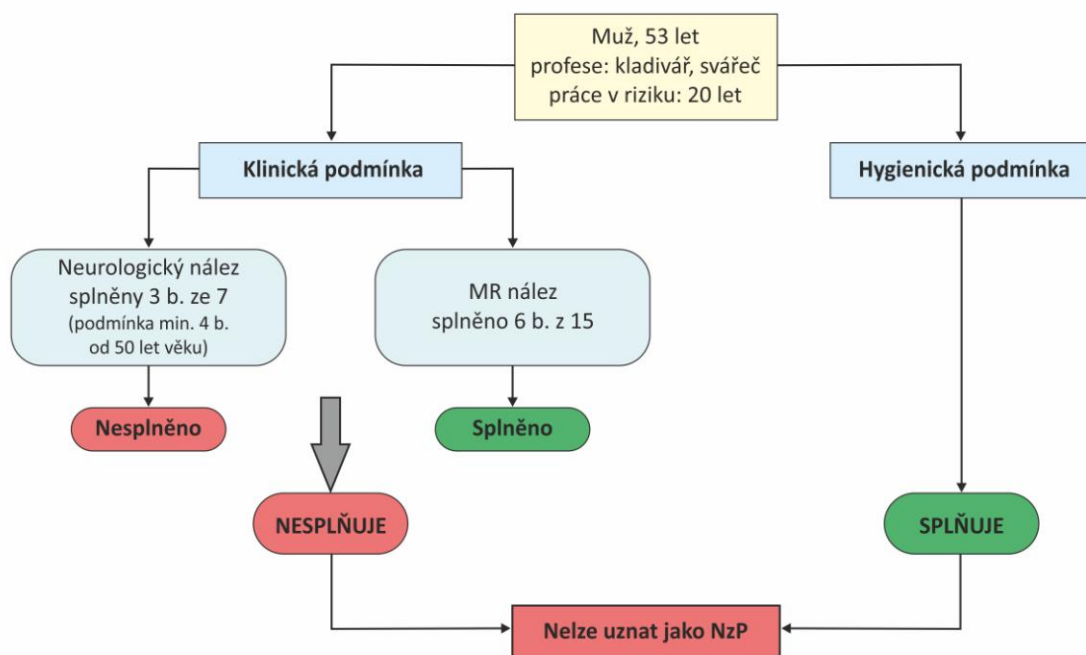 Muž, 53 let
profese: kladivář, svářeč
práce v riziku: 20 let
Klinická podmínka
Hygienická podmínka
Neurologický nález
splněny 3 b. ze 7
(podmínka min. 4 b.
od 50 let věku)
MR nález
splněno 6 b. z 15
Nesplněno
Splněno
NESPLŇUJE
SPLŇUJE
Nelze uznat jako NzP